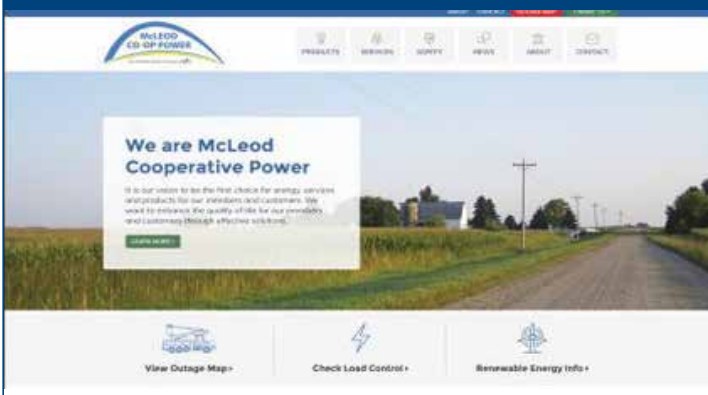 McLEOD
CO-OP POWER
PRODUCTS SERVICES SAFETY NEWS ABOUT CONTACT
We are McLeod
Cooperative Power
It is our vision to be the first choice for energy, services
and products for our members and customers. We
want to enhance the quality of life for our members
and customers through effective solutions.
LEARN MORE >
View Outage Map >
Check Load Control >
Renewable Energy Info >